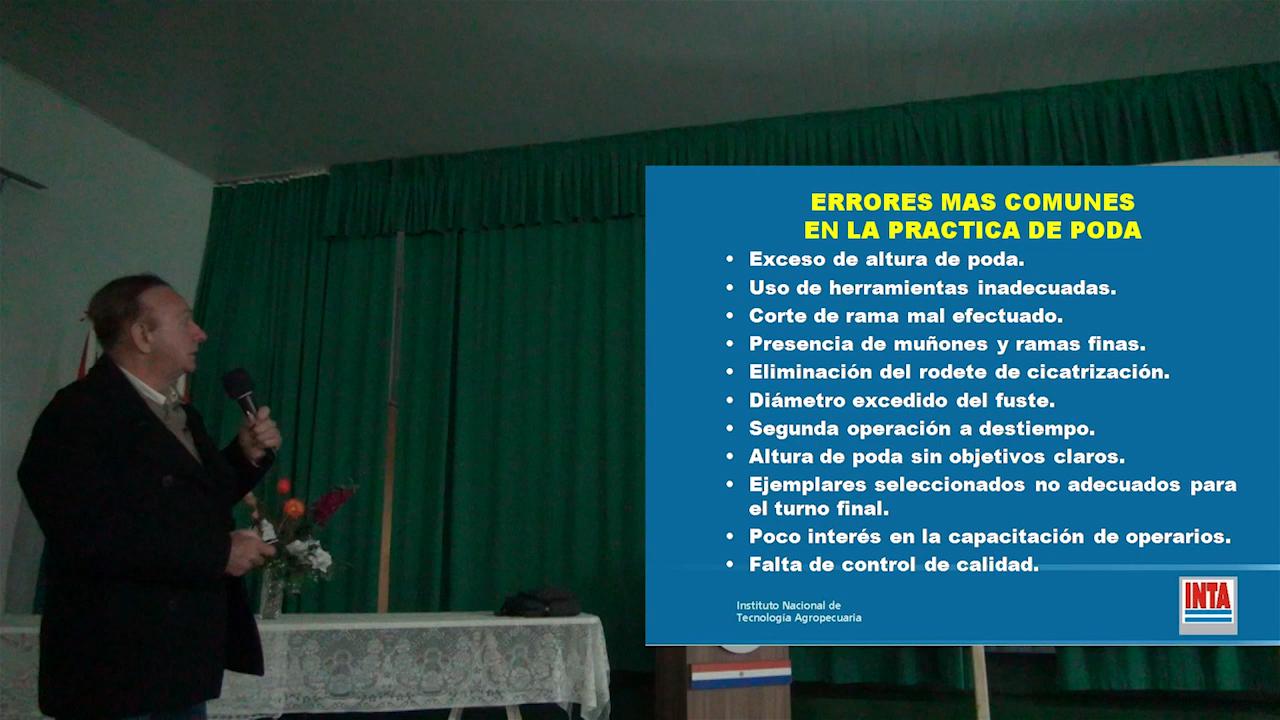 ERRORES MAS COMUNES
EN LA PRACTICA DE PODA
• Exceso de altura de poda.
• Uso de herramientas inadecuadas.
• Corte de rama mal efectuado.
• Presencia de muñones y ramas finas.
• Eliminación del rodete de cicatrización.
• Diámetro excedido del fuste.
• Segunda operación a destiempo.
• Altura de poda sin objetivos claros.
• Ejemplares seleccionados no adecuados para
el turno final.
• Poco interés en la capacitación de operarios.
• Falta de control de calidad.
Instituto Nacional de
Tecnología Agropecuaria
INTA